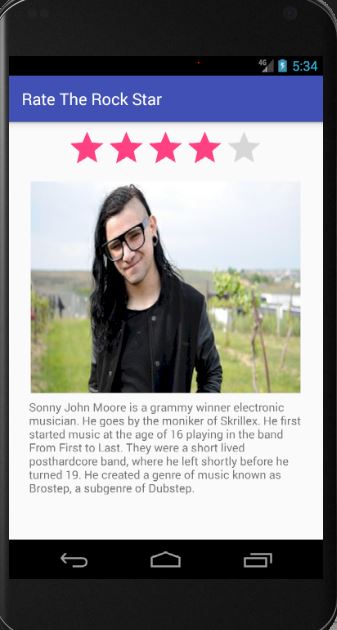 4G 5:34
Rate The Rock Star
Sonny John Moore is a grammy winner electronic
musician. He goes by the moniker of Skrillex. He first
started music at the age of 16 playing in the band
From First to Last. They were a short lived
posthardcore band, where he left shortly before he
turned 19. He created a genre of music known as
Brostep, a subgenre of Dubstep.